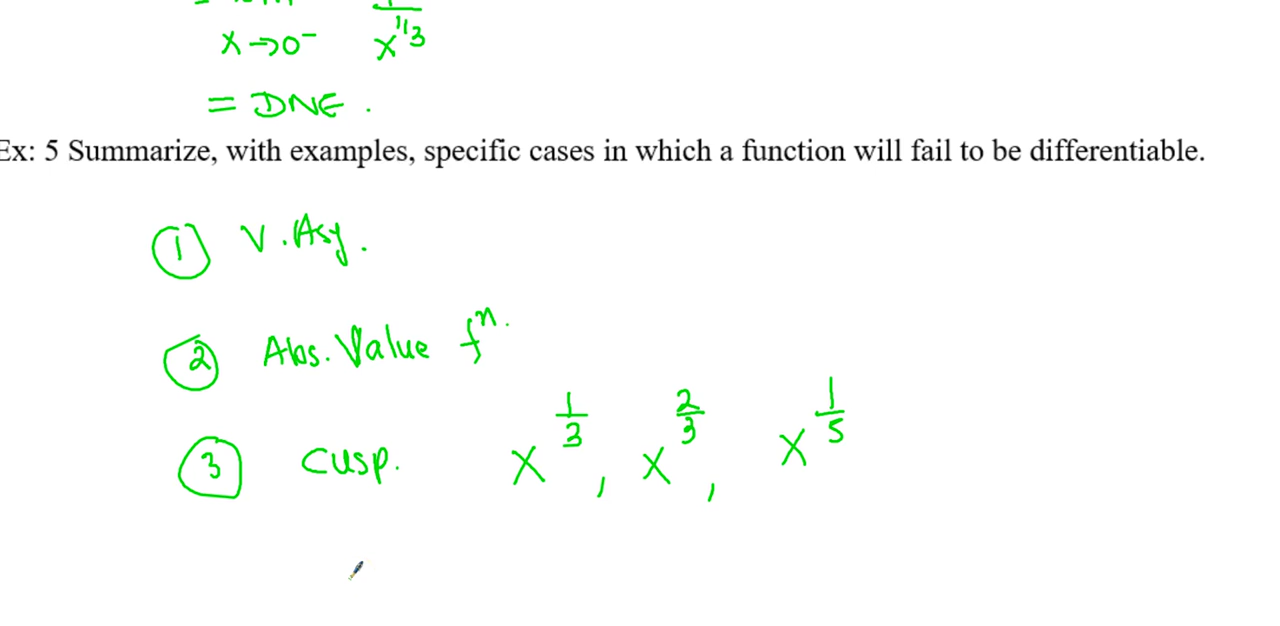 x→0⁻ x^1/3
= DNE .
Ex: 5 Summarize, with examples, specific cases in which a function will fail to be differentiable.
① V. Asy.
② Abs. Value fⁿ.
③ Cusp. x^1/3 , x^2/3 , x^1/5